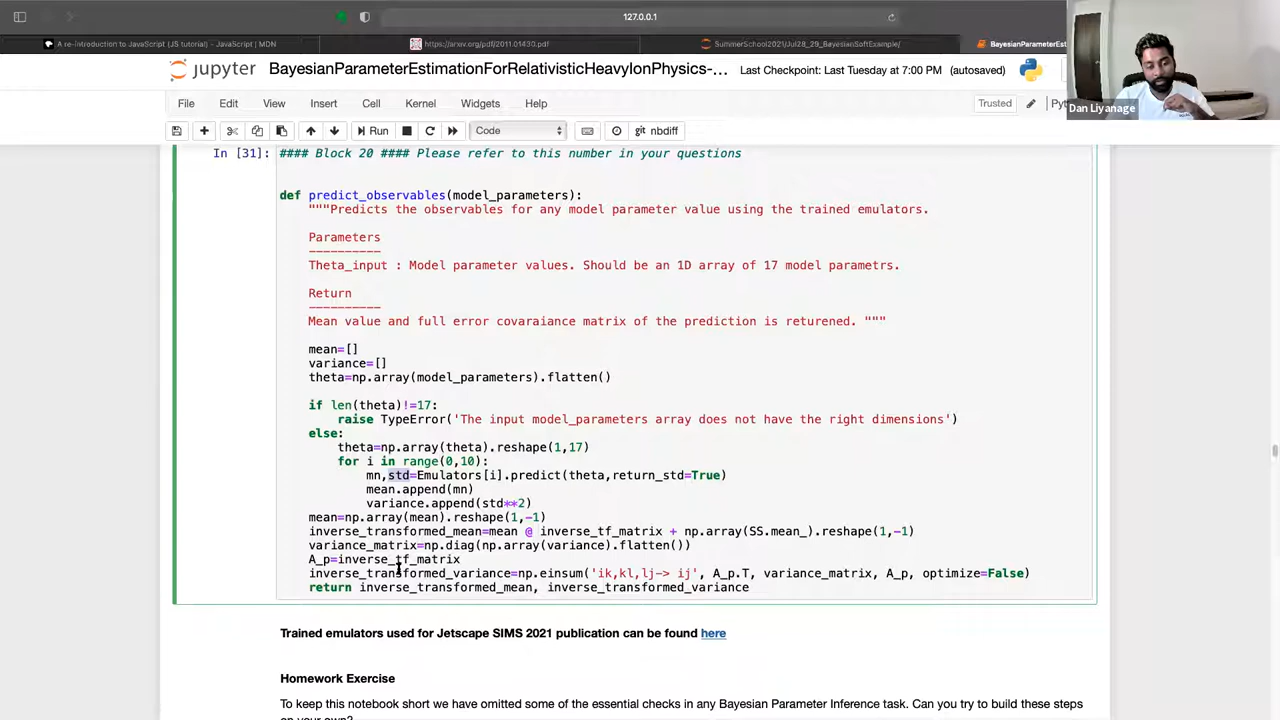 127.0.0.1
A re-introduction to JavaScript (JS tutorial) – JavaScript | MDN
https://arxiv.org/pdf/2011.01430.pdf
SummerSchool2021/Jul28_29_Bayesian/SoftExample/
BayesianParameterEst
jupyter BayesianParameterEstimationForRelativisticHeavyIonPhysics-... Last Checkpoint: Last Tuesday at 7:00 PM (autosaved)
Dan Liyanage
File Edit View Insert Cell Kernel Widgets Help Trusted
Run Code git nbdiff
In [31]: #### Block 20 #### Please refer to this number in your questions
def predict_observables(model_parameters):
"""Predicts the observables for any model parameter value using the trained emulators.
Parameters
----------
Theta_input : Model parameter values. Should be an 1D array of 17 model parametrs.
Return
----------
Mean value and full error covaraiance matrix of the prediction is returened. """
mean=[]
variance=[]
theta=np.array(model_parameters).flatten()
if len(theta)!=17:
raise TypeError('The input model_parameters array does not have the right dimensions')
else:
theta=np.array(theta).reshape(1,17)
for i in range(0,10):
mn,std=Emulators[i].predict(theta,return_std=True)
mean.append(mn)
variance.append(std**2)
mean=np.array(mean).reshape(1,-1)
inverse_transformed_mean=mean @ inverse_tf_matrix + np.array(SS.mean_).reshape(1,-1)
variance_matrix=np.diag(np.array(variance).flatten())
A_p=inverse_tf_matrix
inverse_transformed_variance=np.einsum('ik,kl,lj-> ij', A_p.T, variance_matrix, A_p, optimize=False)
return inverse_transformed_mean, inverse_transformed_variance
Trained emulators used for Jetscape SIMS 2021 publication can be found here
Homework Exercise
To keep this notebook short we have omitted some of the essential checks in any Bayesian Parameter Inference task. Can you try to build these steps
on your own?